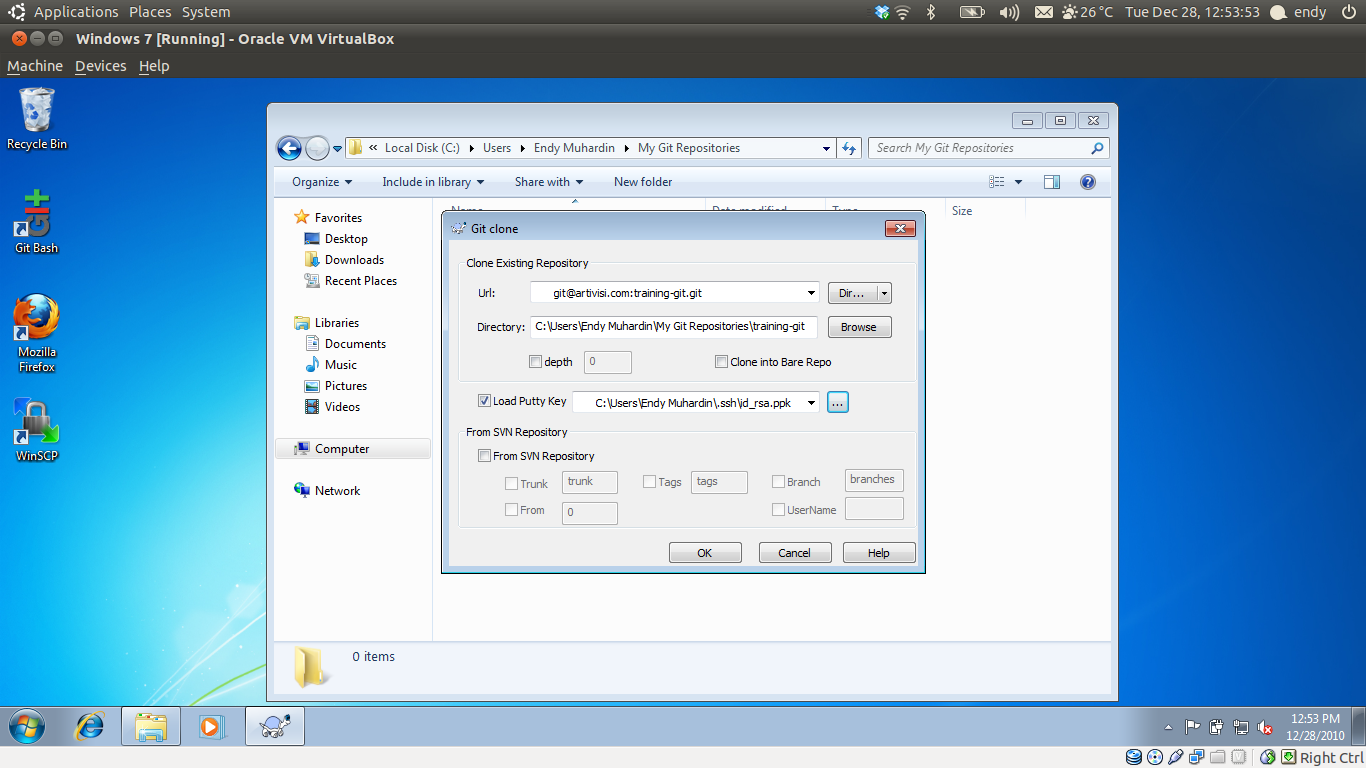 Applications Places System 26 °C Tue Dec 28, 12:53:53 endy
Windows 7 [Running] - Oracle VM VirtualBox
Machine Devices Help
Recycle Bin
Git Bash
Mozilla
Firefox
WinSCP
« Local Disk (C:) Users Endy Muhardin My Git Repositories Search My Git Repositories
Organize Include in library Share with New folder
Favorites
Desktop
Downloads
Recent Places
Libraries
Documents
Music
Pictures
Videos
Computer
Network
Name Date modified Type Size
Git clone
Clone Existing Repository
Url: git@artivisi.com:training-git.git Dir...
Directory: C:\Users\Endy Muhardin\My Git Repositories\training-git Browse
depth 0 Clone into Bare Repo
Load Putty Key C:\Users\Endy Muhardin\.ssh\id_rsa.ppk ...
From SVN Repository
From SVN Repository
Trunk trunk Tags tags Branch branches
From 0 UserName
OK Cancel Help
0 items
12:53 PM
12/28/2010
Right Ctrl